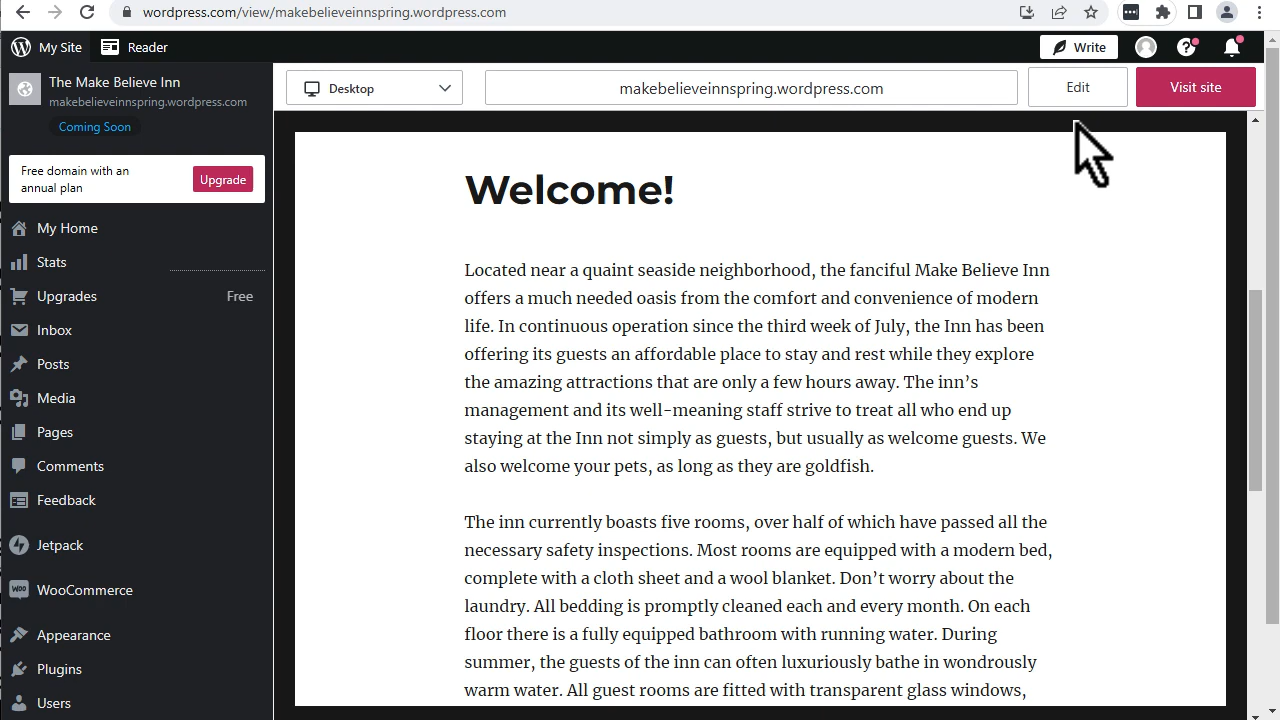 wordpress.com/view/makebelieveinnspring.wordpress.com
My Site
Reader
Write
The Make Believe Inn
makebelieveinnspring.wordpress.com
Coming Soon
Desktop
makebelieveinnspring.wordpress.com
Edit
Visit site
Free domain with an
annual plan
Upgrade
My Home
Stats
Upgrades
Free
Inbox
Posts
Media
Pages
Comments
Feedback
Jetpack
WOO
WooCommerce
Appearance
Plugins
Users
Welcome!
Located near a quaint seaside neighborhood, the fanciful Make Believe Inn
offers a much needed oasis from the comfort and convenience of modern
life. In continuous operation since the third week of July, the Inn has been
offering its guests an affordable place to stay and rest while they explore
the amazing attractions that are only a few hours away. The inn’s
management and its well-meaning staff strive to treat all who end up
staying at the Inn not simply as guests, but usually as welcome guests. We
also welcome your pets, as long as they are goldfish.
The inn currently boasts five rooms, over half of which have passed all the
necessary safety inspections. Most rooms are equipped with a modern bed,
complete with a cloth sheet and a wool blanket. Don’t worry about the
laundry. All bedding is promptly cleaned each and every month. On each
floor there is a fully equipped bathroom with running water. During
summer, the guests of the inn can often luxuriously bathe in wondrously
warm water. All guest rooms are fitted with transparent glass windows,